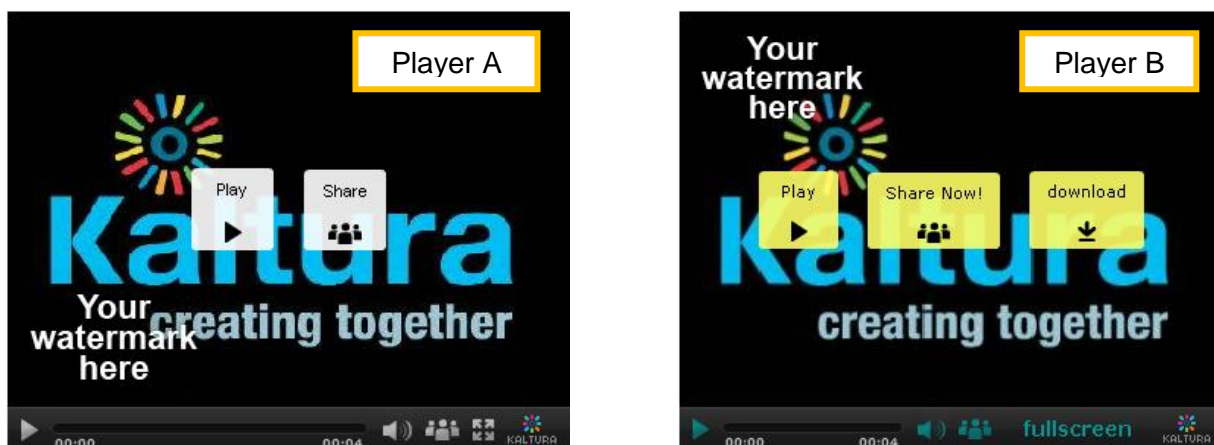 Player A
Play
Share
Kaltura
creating together
Your
watermark
here
00:00
00:04
KALTURA
Player B
Your
watermark
here
Play
Share Now!
download
Kaltura
creating together
00:00
00:04
fullscreen
KALTURA